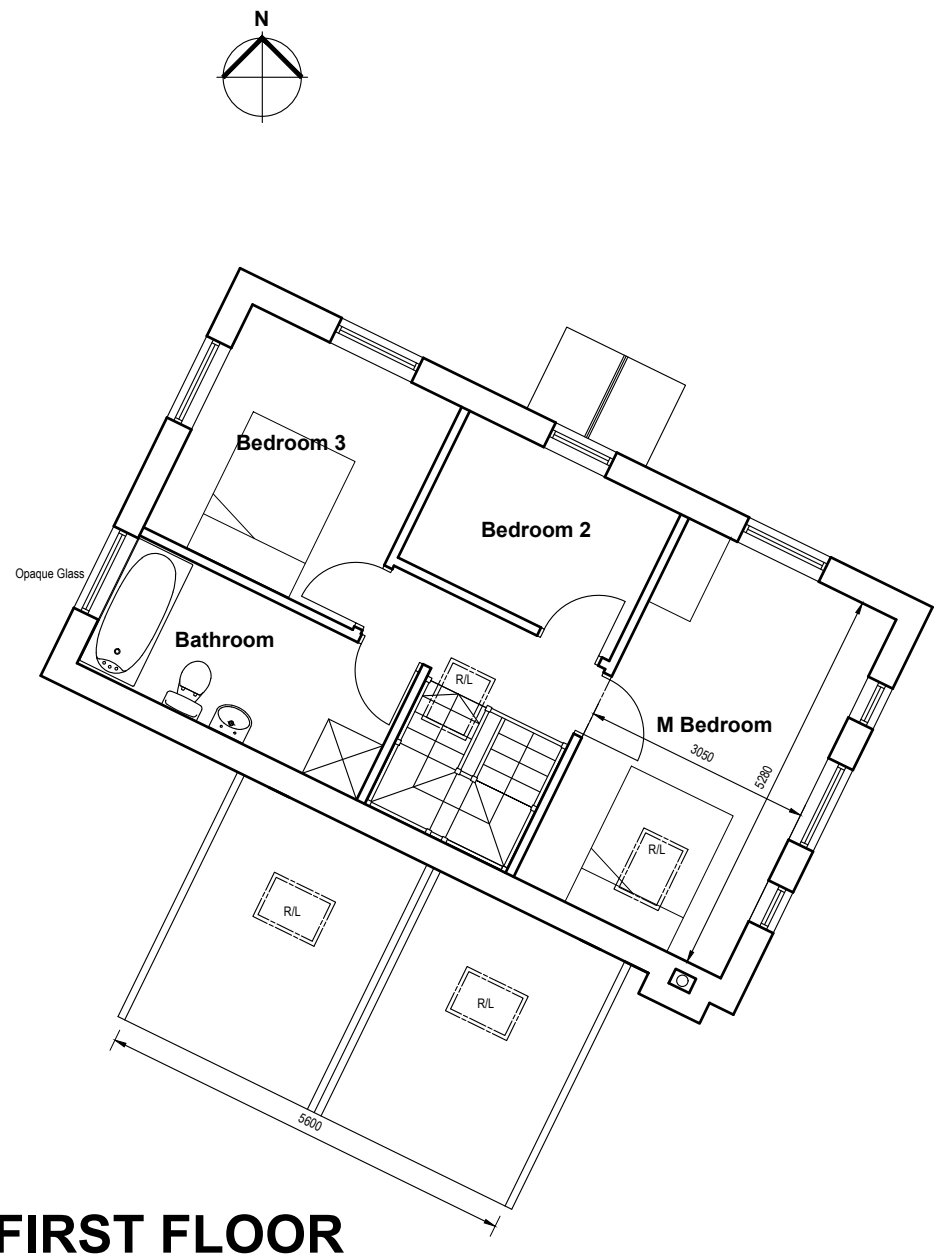 N
Bedroom 3
Bedroom 2
Opaque Glass
Bathroom
R/L
M Bedroom
3050
5280
R/L
R/L
R/L
5600
FIRST FLOOR